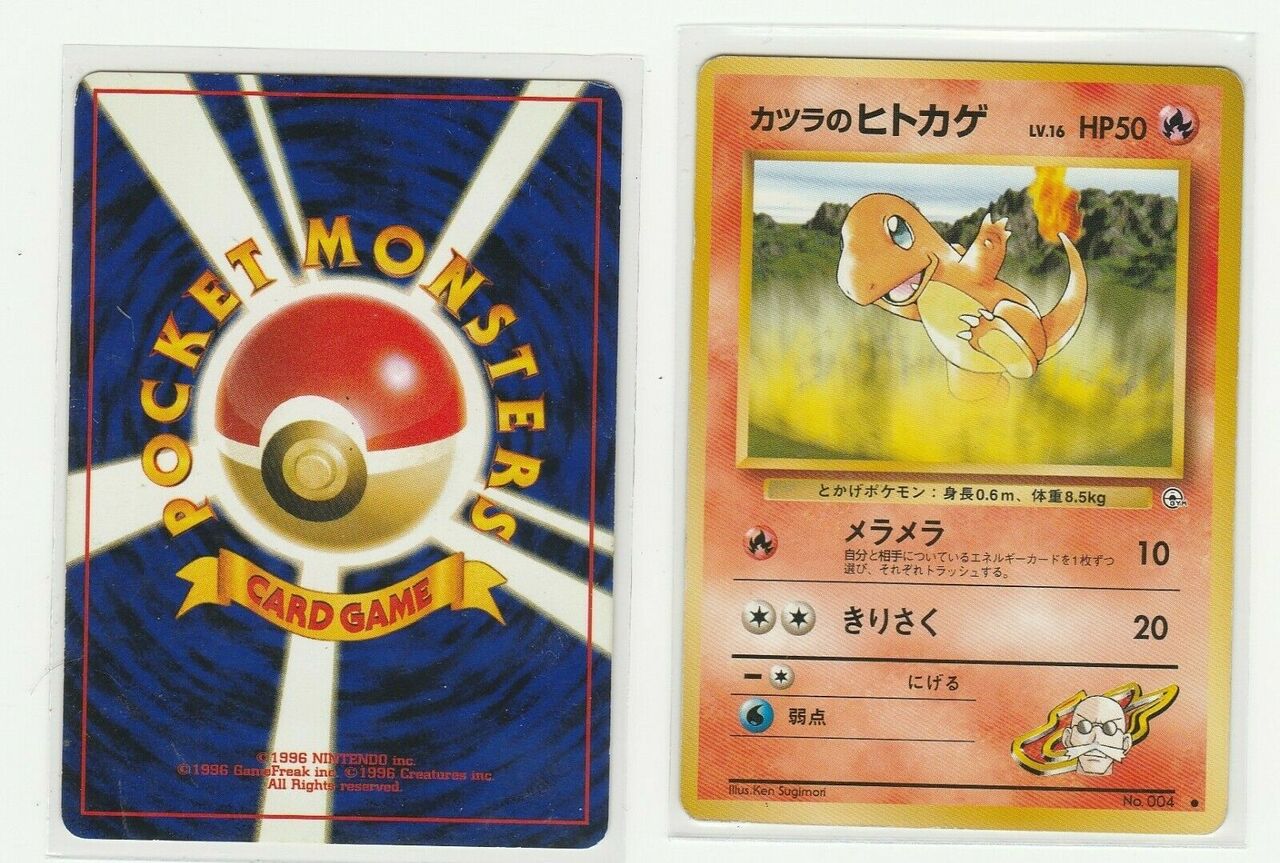 POCKET MONSTERS
CARD GAME
©1996 NINTENDO inc.
©1996 GameFreak inc. ©1996 Creatures inc.
All Rights reserved.
カツラのヒトカゲ LV.16 HP50
とかげポケモン：身長0.6m、体重8.5kg
GYM
メラメラ 10
自分と相手についているエネルギーカードを1枚ずつ
選び、それぞれトラッシュする。
きりさく 20
にげる
弱点
Illus.Ken Sugimori
No.004